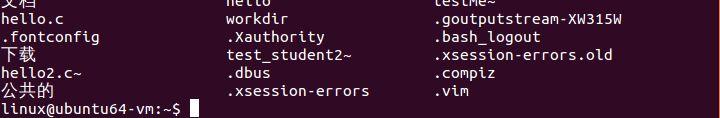 文档 hello testMe~
hello.c workdir .goutputstream-XW315W
.fontconfig .Xauthority .bash_logout
下载 test_student2~ .xsession-errors.old
hello2.c~ .dbus .compiz
公共的 .xsession-errors .vim
linux@ubuntu64-vm:~$